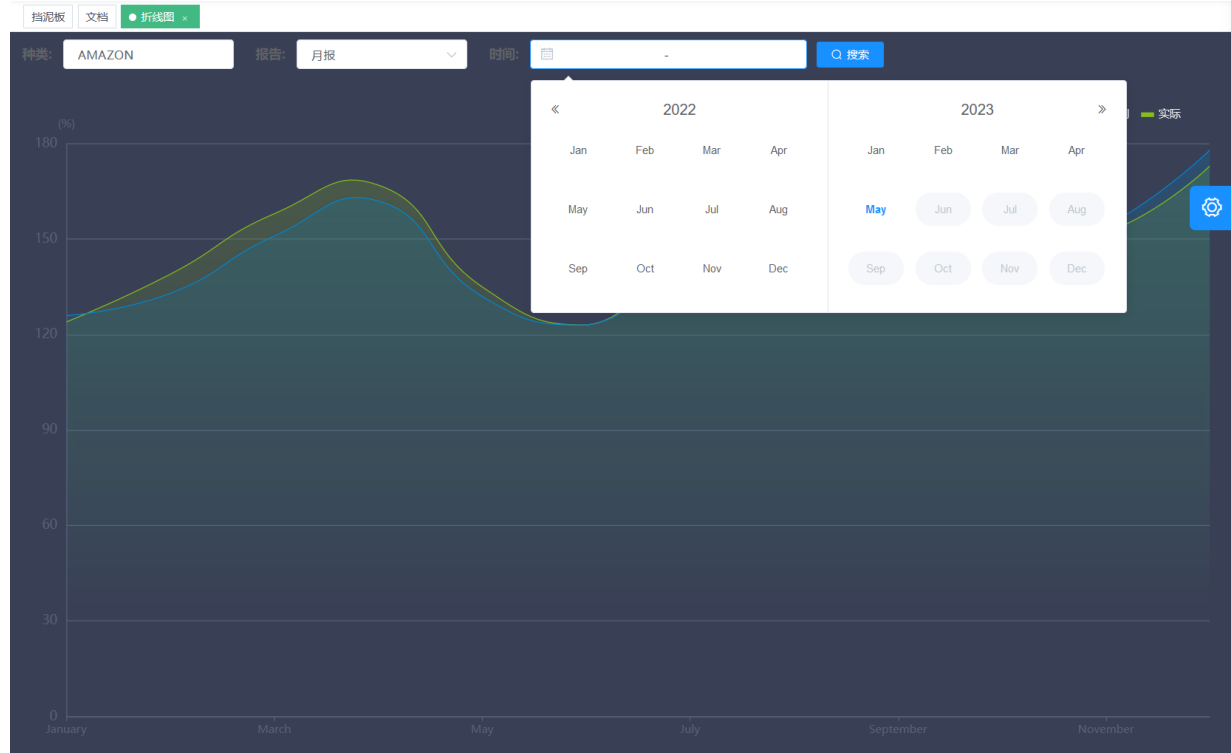 挡泥板 文档 折线图 ×
种类: AMAZON 报告: 月报 时间: - 搜索
2022 2023
(%) 实际
180 Jan Feb Mar Apr Jan Feb Mar Apr
May Jun Jul Aug May Jun Jul Aug
150
Sep Oct Nov Dec Sep Oct Nov Dec
120
90
60
30
0
January March May July September November